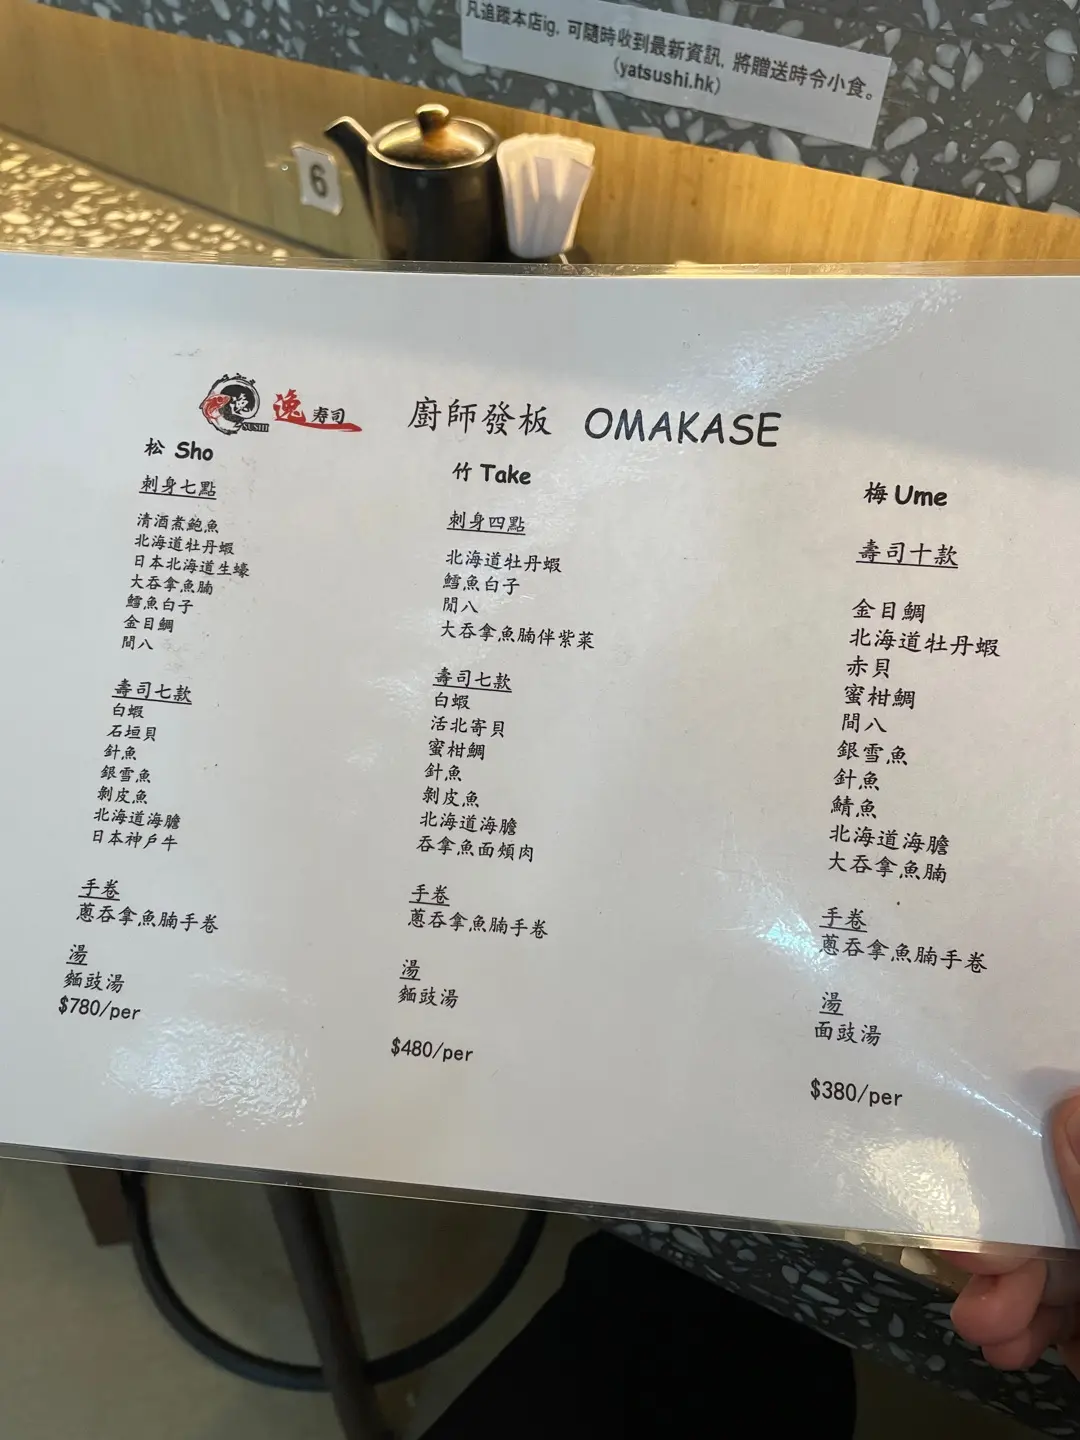 凡追蹤本店ig, 可隨時收到最新資訊, 將贈送時令小食。
(yatsushi.hk)
6
逸
SUSHI
逸寿司
廚師發板 OMAKASE
松 Sho
刺身七點
清酒煮鮑魚
北海道牡丹蝦
日本北海道生蠔
大吞拿魚腩
鱈魚白子
金目鯛
間八
壽司七款
白蝦
石垣貝
針魚
銀雪魚
剝皮魚
北海道海膽
日本神戶牛
手卷
蔥吞拿魚腩手卷
湯
麵豉湯
$780/per
竹 Take
刺身四點
北海道牡丹蝦
鱈魚白子
間八
大吞拿魚腩伴紫菜
壽司七款
白蝦
活北寄貝
蜜柑鯛
針魚
剝皮魚
北海道海膽
吞拿魚面頰肉
手卷
蔥吞拿魚腩手卷
湯
麵豉湯
$480/per
梅 Ume
壽司十款
金目鯛
北海道牡丹蝦
赤貝
蜜柑鯛
間八
銀雪魚
針魚
鯖魚
北海道海膽
大吞拿魚腩
手卷
蔥吞拿魚腩手卷
湯
面豉湯
$380/per